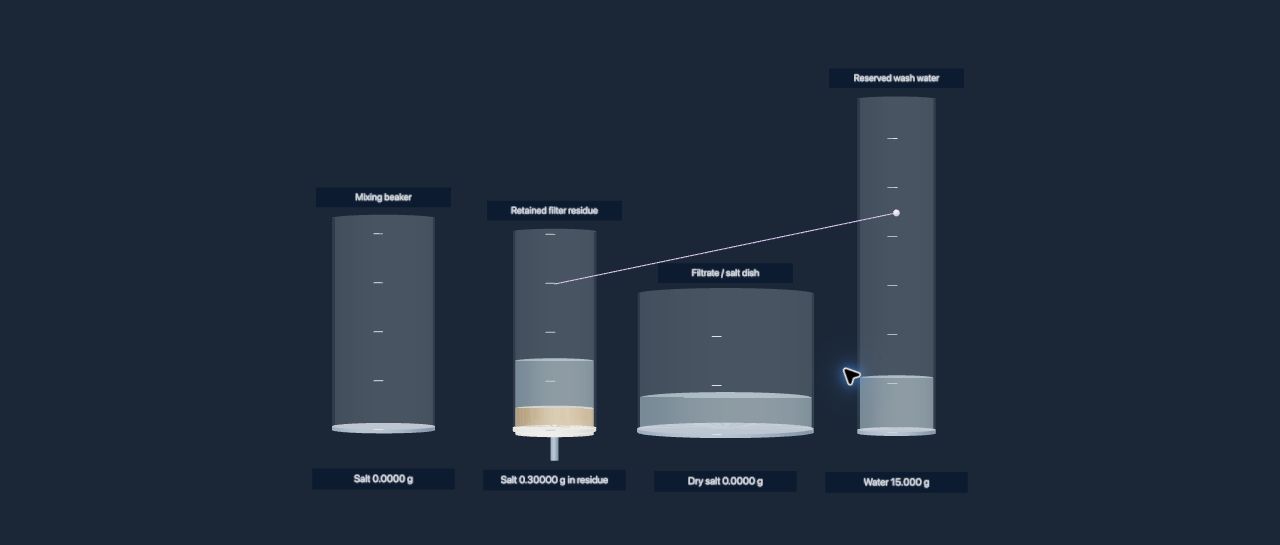 Reserved wash water
Mixing beaker
Retained filter residue
Filtrate / salt dish
Salt 0.0000 g
Salt 0.30000 g in residue
Dry salt 0.0000 g
Water 15.000 g